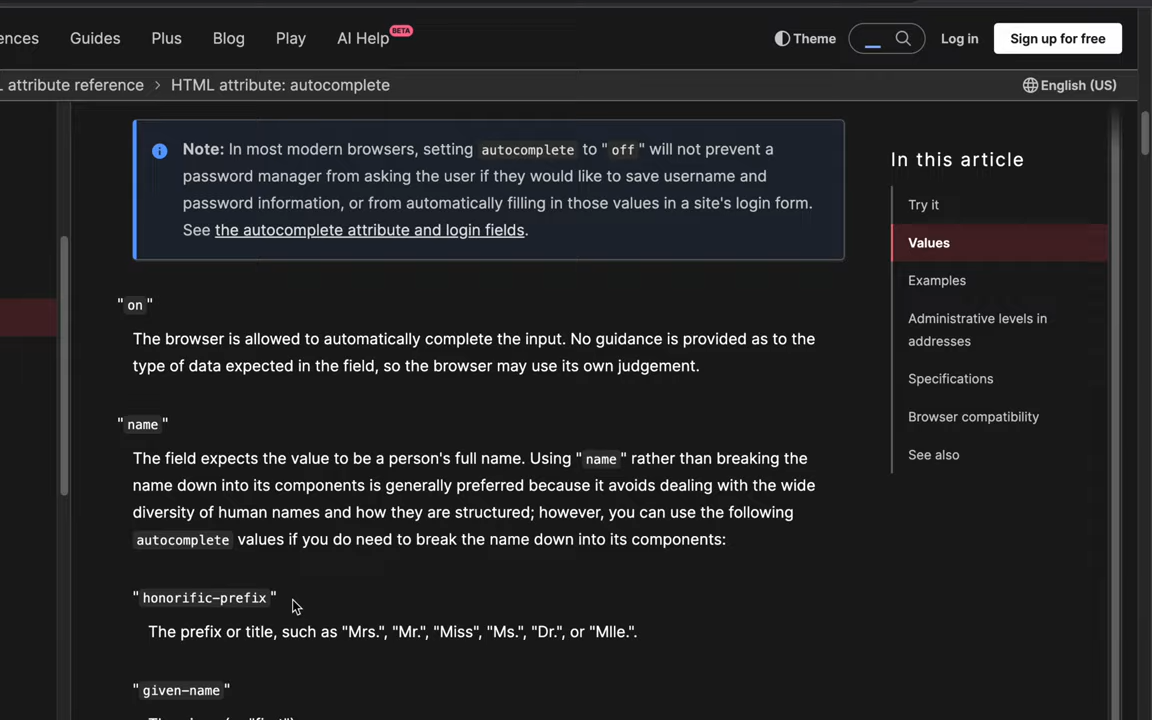 ences Guides Plus Blog Play AI Help BETA Theme Log in Sign up for free
attribute reference > HTML attribute: autocomplete English (US)
Note: In most modern browsers, setting autocomplete to "off" will not prevent a
password manager from asking the user if they would like to save username and
password information, or from automatically filling in those values in a site's login form.
See the autocomplete attribute and login fields.
"on"
The browser is allowed to automatically complete the input. No guidance is provided as to the
type of data expected in the field, so the browser may use its own judgement.
"name"
The field expects the value to be a person's full name. Using "name" rather than breaking the
name down into its components is generally preferred because it avoids dealing with the wide
diversity of human names and how they are structured; however, you can use the following
autocomplete values if you do need to break the name down into its components:
"honorific-prefix"
The prefix or title, such as "Mrs.", "Mr.", "Miss", "Ms.", "Dr.", or "Mlle.".
"given-name"
In this article
Try it
Values
Examples
Administrative levels in
addresses
Specifications
Browser compatibility
See also